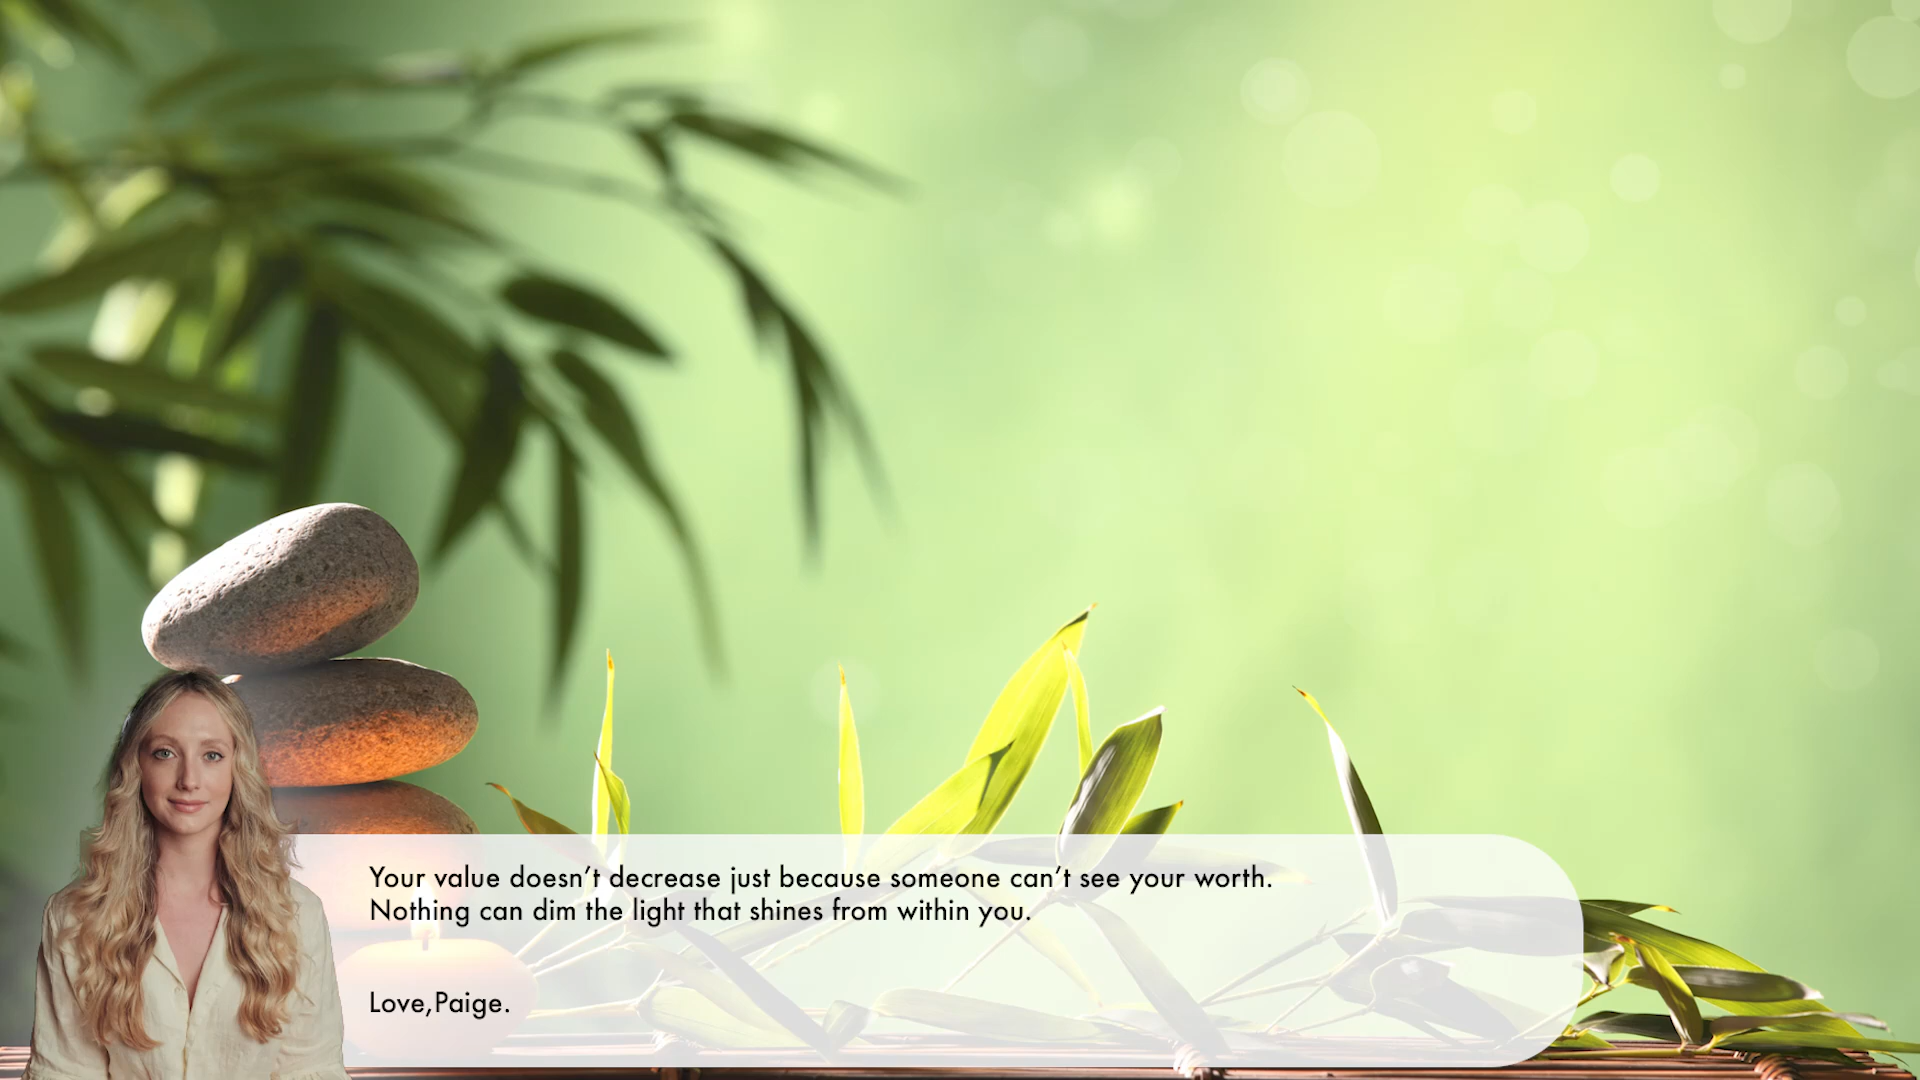 Your value doesn’t decrease just because someone can’t see your worth.
Nothing can dim the light that shines from within you.
Love,Paige.